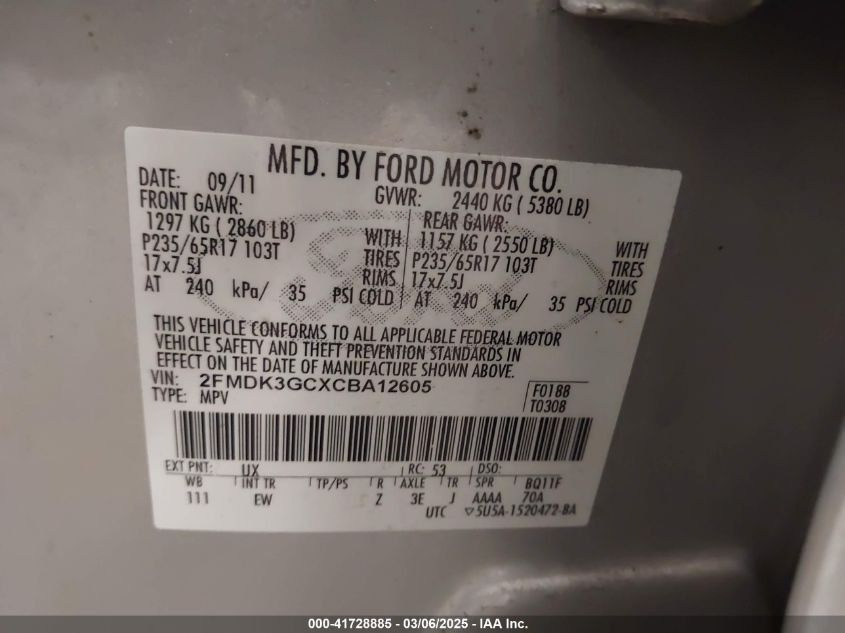 MFD. BY FORD MOTOR CO.
DATE: 09/11 GVWR: 2440 KG ( 5380 LB)
FRONT GAWR: REAR GAWR:
1297 KG ( 2860 LB) WITH 1157 KG ( 2550 LB) WITH
P235/65R17 103T TIRES P235/65R17 103T TIRES
17x7.5J RIMS 17x7.5J RIMS
AT 240 kPa/ 35 PSI COLD AT 240 kPa/ 35 PSI COLD
THIS VEHICLE CONFORMS TO ALL APPLICABLE FEDERAL MOTOR
VEHICLE SAFETY AND THEFT PREVENTION STANDARDS IN
EFFECT ON THE DATE OF MANUFACTURE SHOWN ABOVE.
VIN: 2FMDK3GCXCBA12605 F0188
TYPE: MPV T0308
EXT PNT: UX RC: 53 DSO:
WB INT TR TP/PS R AXLE TR SPR BQ11F
111 EW Z 3E J AAAA 70A
UTC ▽5U5A-1520472-BA
000-41728885 - 03/06/2025 - IAA Inc.